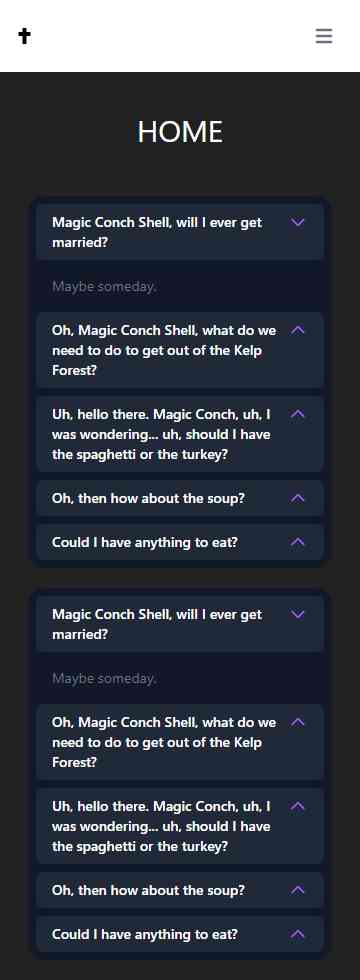 HOME
Magic Conch Shell, will I ever get
married?
Maybe someday.
Oh, Magic Conch Shell, what do we
need to do to get out of the Kelp
Forest?
Uh, hello there. Magic Conch, uh, I
was wondering... uh, should I have
the spaghetti or the turkey?
Oh, then how about the soup?
Could I have anything to eat?
Magic Conch Shell, will I ever get
married?
Maybe someday.
Oh, Magic Conch Shell, what do we
need to do to get out of the Kelp
Forest?
Uh, hello there. Magic Conch, uh, I
was wondering... uh, should I have
the spaghetti or the turkey?
Oh, then how about the soup?
Could I have anything to eat?